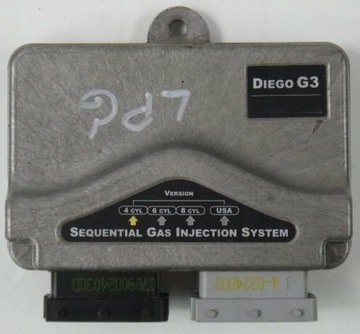 DIEGO G3
LPG
VERSION
4 CYL 6 CYL 8 CYL USA
SEQUENTIAL GAS INJECTION SYSTEM